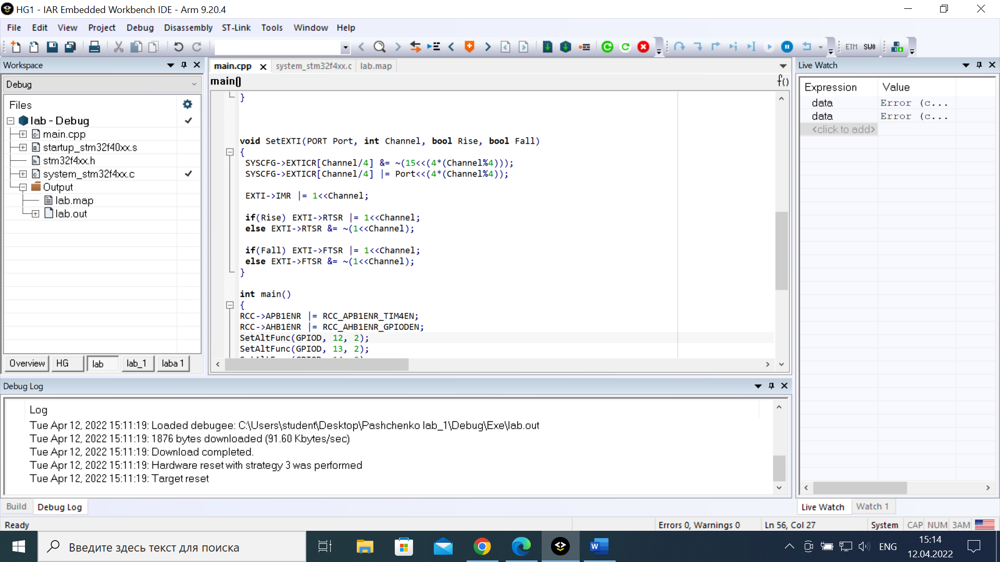 HG1 - IAR Embedded Workbench IDE - Arm 9.20.4
File Edit View Project Debug Disassembly ST-Link Tools Window Help
ETM SWO
Workspace
Debug
Files
lab - Debug
main.cpp
startup_stm32f40xx.s
stm32f4xx.h
system_stm32f4xx.c
Output
lab.map
lab.out
Overview HG lab lab_1 laba 1
main.cpp system_stm32f4xx.c lab.map
main()
f()
}
void SetEXTI(PORT Port, int Channel, bool Rise, bool Fall)
{
SYSCFG->EXTICR[Channel/4] &= ~(15<<(4*(Channel%4)));
SYSCFG->EXTICR[Channel/4] |= Port<<(4*(Channel%4));
EXTI->IMR |= 1<<Channel;
if(Rise) EXTI->RTSR |= 1<<Channel;
else EXTI->RTSR &= ~(1<<Channel);
if(Fall) EXTI->FTSR |= 1<<Channel;
else EXTI->FTSR &= ~(1<<Channel);
}
int main()
{
RCC->APB1ENR |= RCC_APB1ENR_TIM4EN;
RCC->AHB1ENR |= RCC_AHB1ENR_GPIODEN;
SetAltFunc(GPIOD, 12, 2);
SetAltFunc(GPIOD, 13, 2);
Live Watch
Expression Value
data Error (c...
data Error (c...
<click to add>
Live Watch Watch 1
Debug Log
Log
Tue Apr 12, 2022 15:11:19: Loaded debugee: C:\Users\student\Desktop\Pashchenko lab_1\Debug\Exe\lab.out
Tue Apr 12, 2022 15:11:19: 1876 bytes downloaded (91.60 Kbytes/sec)
Tue Apr 12, 2022 15:11:19: Download completed.
Tue Apr 12, 2022 15:11:19: Hardware reset with strategy 3 was performed
Tue Apr 12, 2022 15:11:19: Target reset
Build Debug Log
Ready
Errors 0, Warnings 0
Ln 56, Col 27
System CAP NUM ЗАМ
Введите здесь текст для поиска
ENG
15:14
12.04.2022